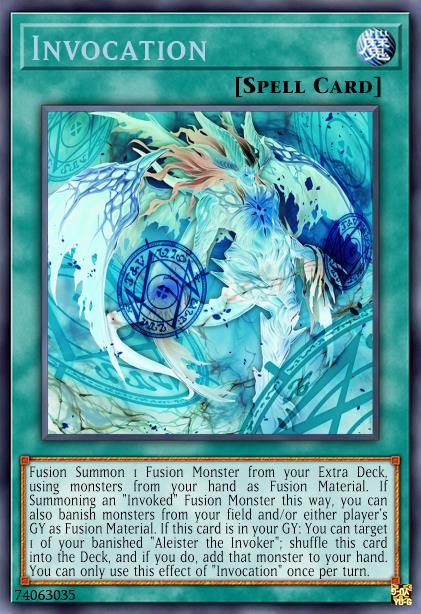 Invocation
魔
[Spell Card]
Fusion Summon 1 Fusion Monster from your Extra Deck,
using monsters from your hand as Fusion Material. If
Summoning an "Invoked" Fusion Monster this way, you can
also banish monsters from your field and/or either player's
GY as Fusion Material. If this card is in your GY: You can target
1 of your banished "Aleister the Invoker"; shuffle this card
into the Deck, and if you do, add that monster to your hand.
You can only use this effect of "Invocation" once per turn.
74063035